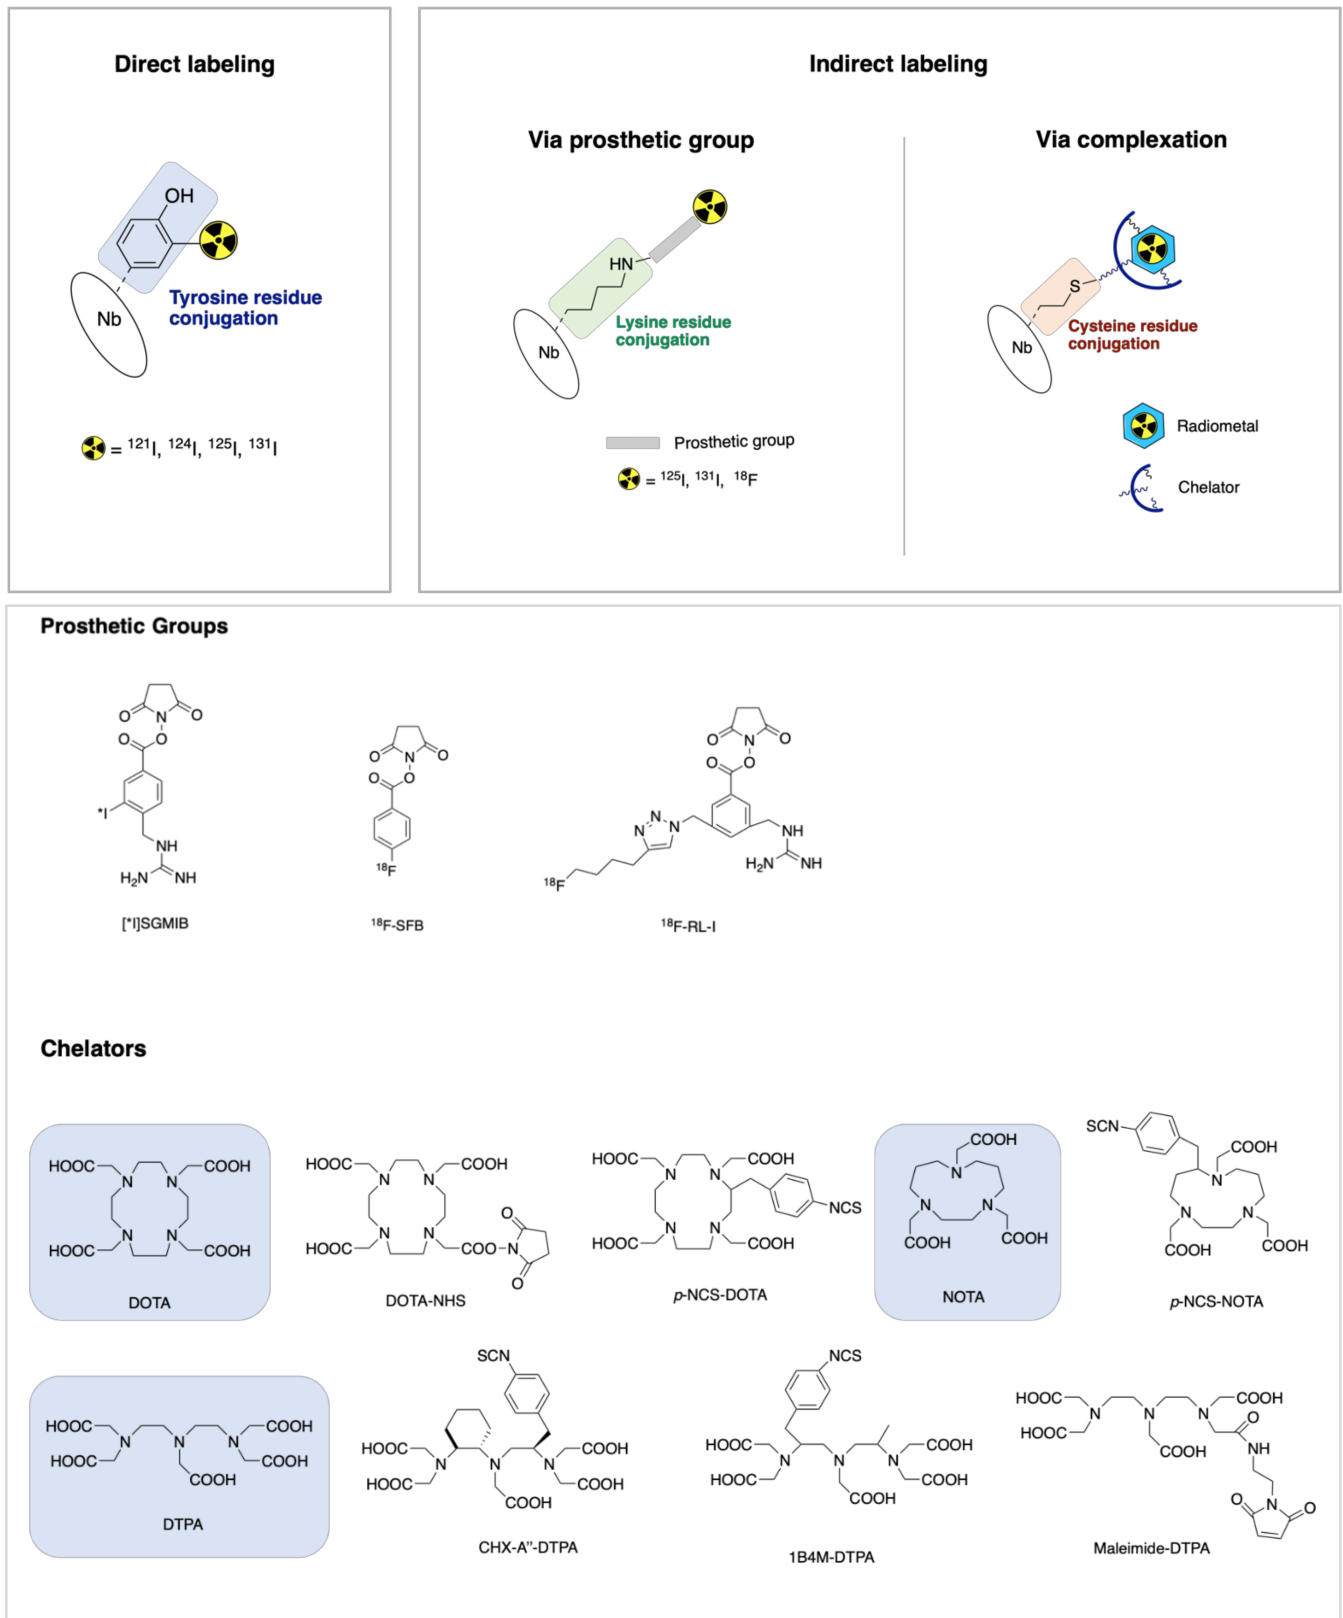 Direct labeling
OH
Nb
Tyrosine residue
conjugation
= ¹²¹I, ¹²⁴I, ¹²⁵I, ¹³¹I
Indirect labeling
Via prosthetic group
HN
Nb
Lysine residue
conjugation
Prosthetic group
= ¹²⁵I, ¹³¹I, ¹⁸F
Via complexation
S
Nb
Cysteine residue
conjugation
Radiometal
Chelator
Prosthetic Groups
O N O
O O
*I
NH
H₂N NH
[*I]SGMIB
O N O
O O
¹⁸F
¹⁸F-SFB
O N O
O O
N N N
NH
H₂N NH
¹⁸F
¹⁸F-RL-I
Chelators
HOOC COOH
N N
N N
HOOC COOH
DOTA
HOOC COOH
N N
N N
HOOC COO N
O
O
DOTA-NHS
HOOC COOH
N N
NCS
N N
HOOC COOH
p-NCS-DOTA
COOH
N
N N
COOH COOH
NOTA
SCN
COOH
N
N N
COOH COOH
p-NCS-NOTA
HOOC COOH
N N N
HOOC COOH
COOH
DTPA
SCN
HOOC COOH
N N N
HOOC COOH
COOH
CHX-A”-DTPA
NCS
HOOC COOH
N N N
HOOC COOH
COOH
1B4M-DTPA
HOOC COOH
N N N
HOOC O
COOH NH
O N O
Maleimide-DTPA